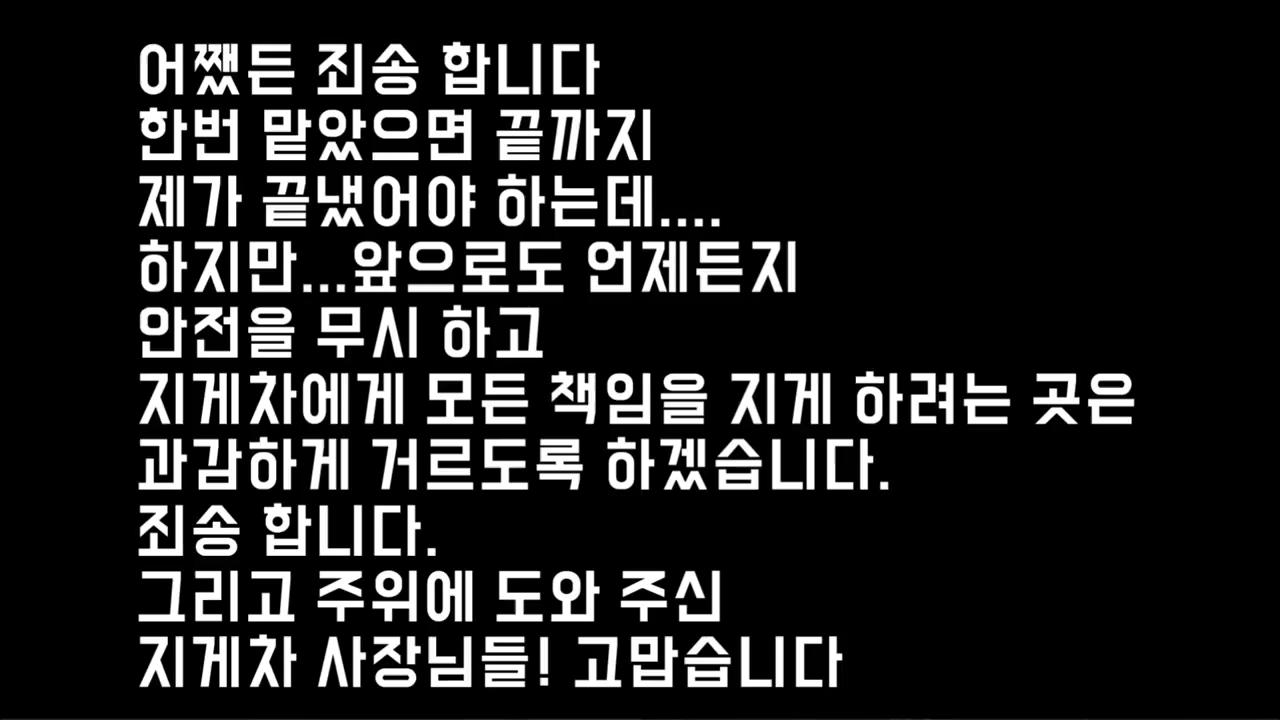 어쨌든 죄송 합니다
한번 맡았으면 끝까지
제가 끝냈어야 하는데....
하지만...앞으로도 언제든지
안전을 무시 하고
지게차에게 모든 책임을 지게 하려는 곳은
과감하게 거르도록 하겠습니다.
죄송 합니다.
그리고 주위에 도와 주신
지게차 사장님들! 고맙습니다